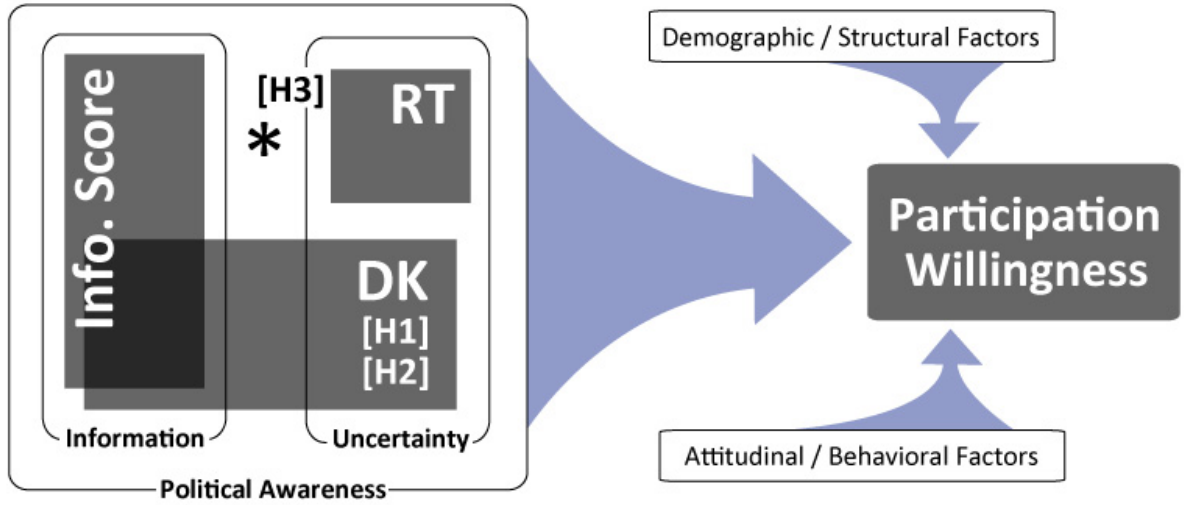 Info. Score
[H3]
*
RT
DK
[H1]
[H2]
Information
Uncertainty
Political Awareness
Demographic / Structural Factors
Participation
Willingness
Attitudinal / Behavioral Factors